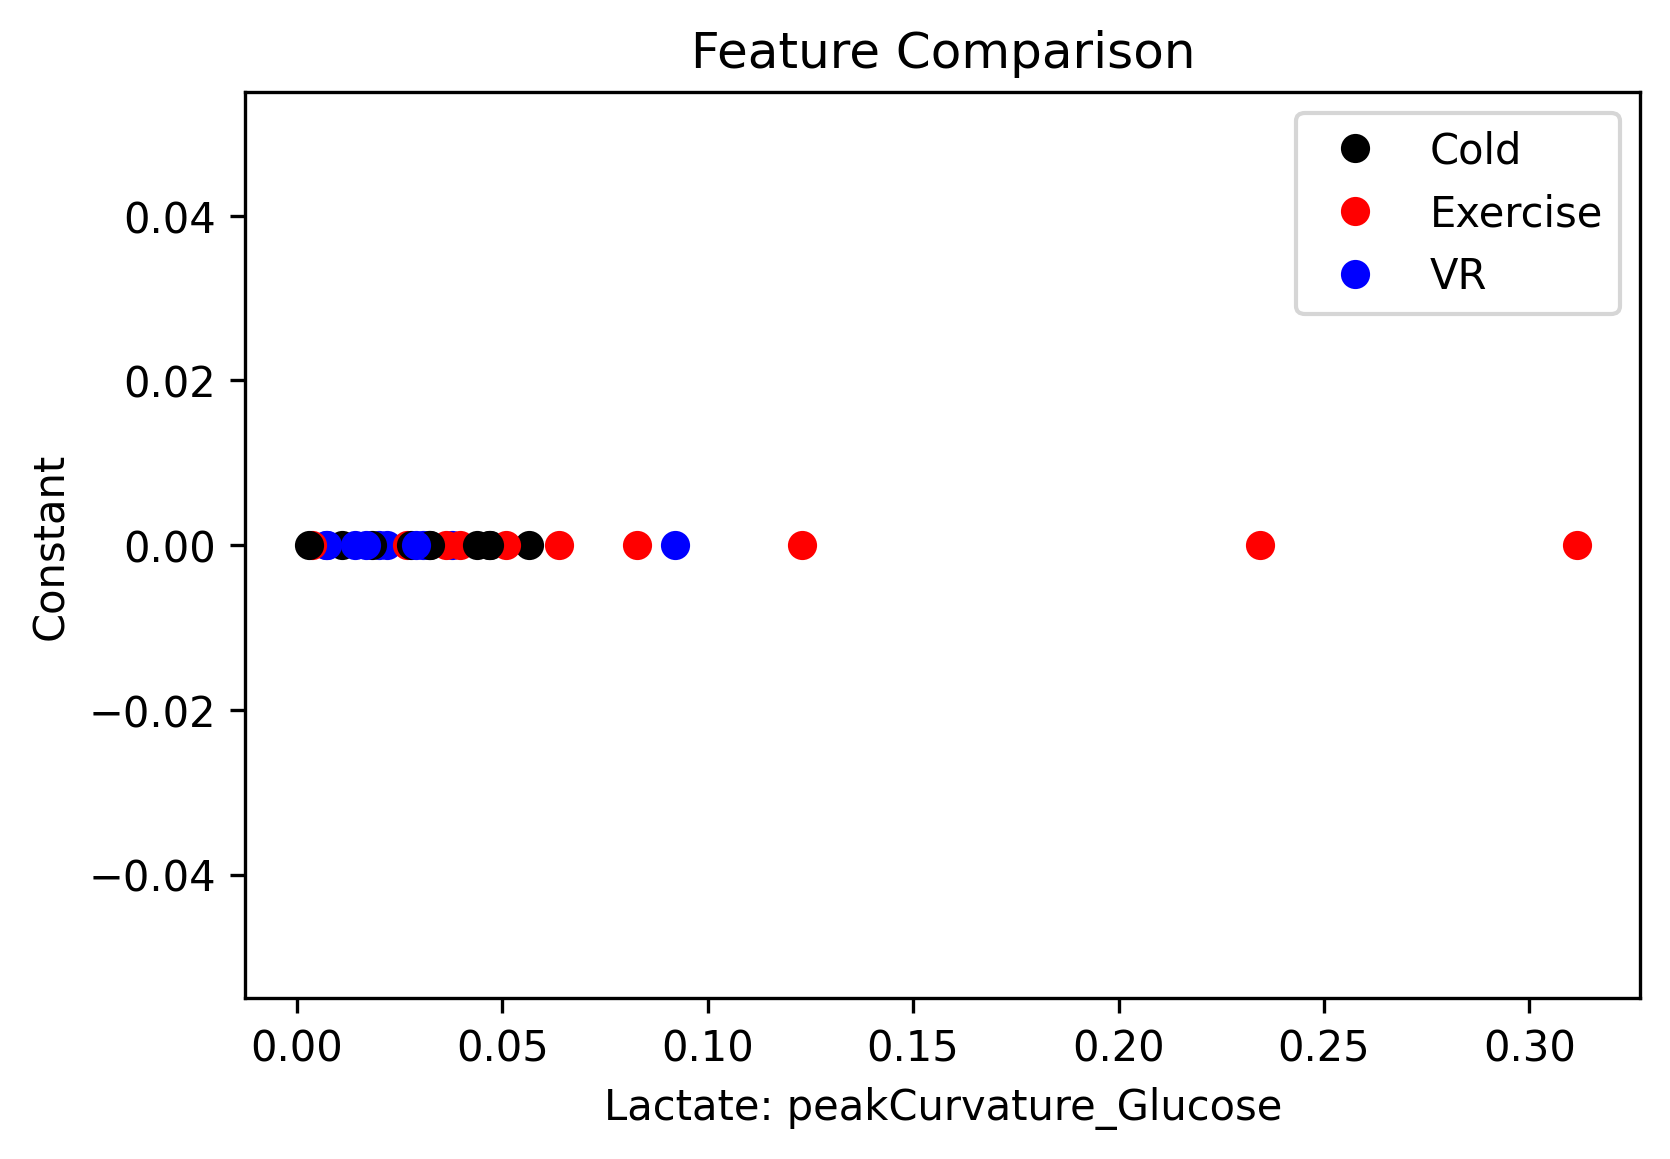 Feature Comparison
Cold
Exercise
VR
0.04
0.02
0.00
−0.02
−0.04
Constant
0.00 0.05 0.10 0.15 0.20 0.25 0.30
Lactate: peakCurvature_Glucose